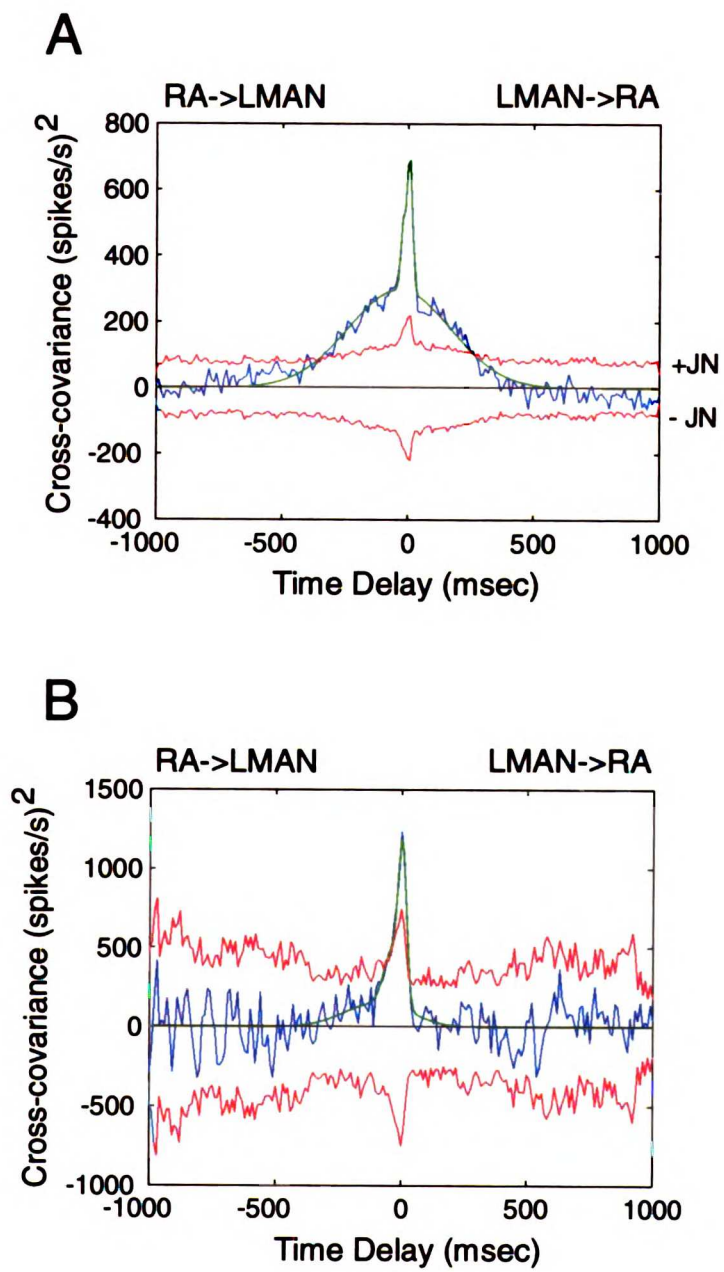 A
RA->LMAN LMAN->RA
800
600
400
200
0
-200
-400
+JN
- JN
-1000 -500 0 500 1000
Cross-covariance (spikes/s)2
Time Delay (msec)
B
RA->LMAN LMAN->RA
1500
1000
500
0
-500
-1000
-1000 -500 0 500 1000
Cross-covariance (spikes/s)2
Time Delay (msec)